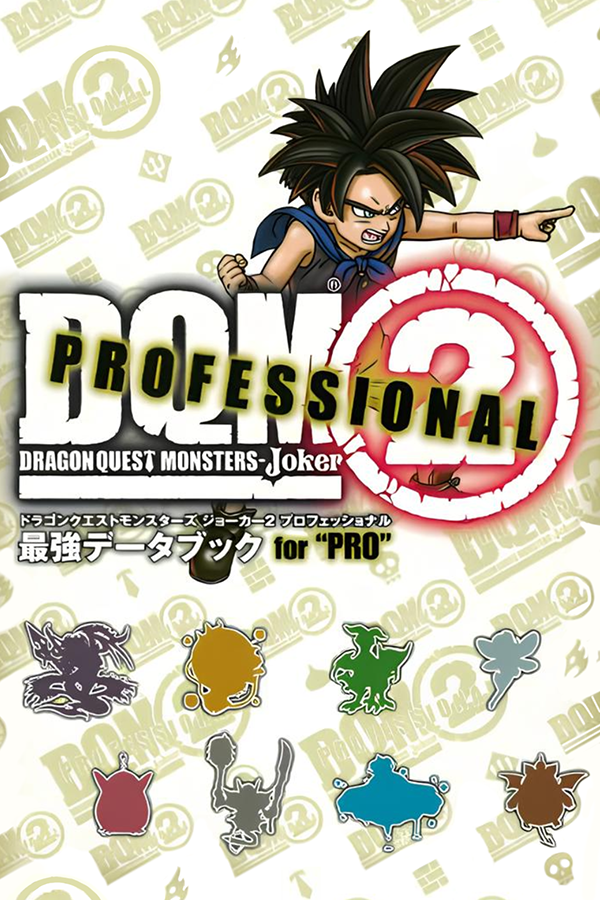 DQM 2
PROFESSIONAL
DRAGON QUEST MONSTERS-Joker
ドラゴンクエストモンスターズ ジョーカー2 プロフェッショナル
最強データブック for “PRO”